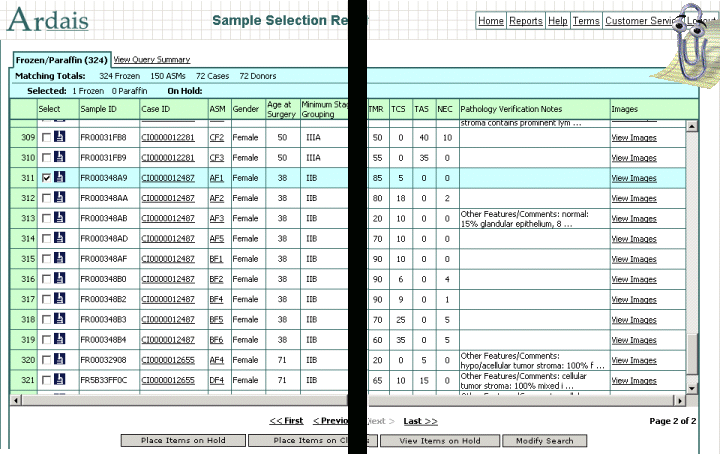 Ardais
Sample Selection
Home Reports Help Terms Customer
Frozen/Paraffin (324) View Query Summary
Matching Totals: 324 Frozen 150 ASMs 72 Cases 72 Donors
Selected: 1 Frozen 0 Paraffin On Hold:
Select Sample ID Case ID ASM Gender Age at Surgery Minimum Grouping TMR TCS TAS NEC Pathology Verification Notes Images
stroma contains prominent lym ...
309 FR00031FB8 CI0000012281 CF2 Female 50 IIIA 50 0 40 10 View Images
310 FR00031FB9 CI0000012281 CF3 Female 50 IIIA 55 0 35 0 View Images
311 FR000348A9 CI0000012487 AF1 Female 38 IIB 85 5 0 0 View Images
312 FR000348AA CI0000012487 AF2 Female 38 IIB 80 18 0 2 View Images
313 FR000348AB CI0000012487 AF3 Female 38 IIB 20 10 0 0 Other Features/Comments: normal: 15% glandular epithelium, 8 ... View Images
314 FR000348AD CI0000012487 AF5 Female 38 IIB 70 10 0 0 View Images
315 FR000348AF CI0000012487 BF1 Female 38 IIB 90 10 0 0 View Images
316 FR000348B0 CI0000012487 BF2 Female 38 IIB 90 6 0 4 View Images
317 FR000348B2 CI0000012487 BF4 Female 38 IIB 90 9 0 1 View Images
318 FR000348B3 CI0000012487 BF5 Female 38 IIB 70 25 0 5 View Images
319 FR000348B4 CI0000012487 BF6 Female 38 IIB 60 35 0 5 View Images
320 FR00032908 CI0000012655 AF4 Female 71 IIB 20 0 5 0 Other Features/Comments: hypo/acellular tumor stroma: 100% f ... View Images
321 FR5B33FF0C CI0000012655 DF4 Female 71 IIB 65 10 15 0 Other Features/Comments: cellular tumor stroma: 100% mixed i ... View Images
<< First < Previous Next > Last >> Page 2 of 2
Place Items on Hold Place Items on View Items on Hold Modify Search